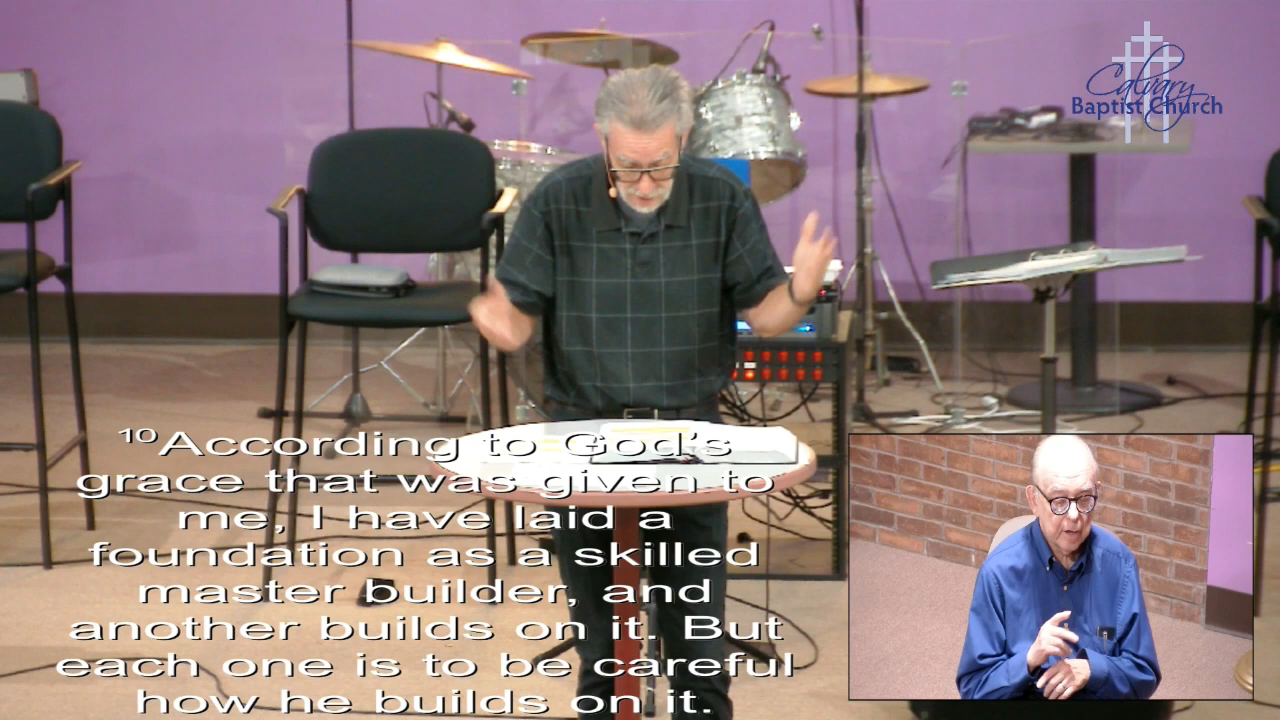 Calvary
Baptist Church
¹⁰According to God's
grace that was given to
me, I have laid a
foundation as a skilled
master builder, and
another builds on it. But
each one is to be careful
how he builds on it.